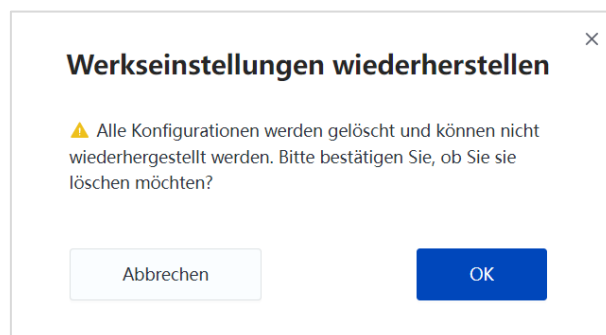 Werkseinstellungen wiederherstellen
Alle Konfigurationen werden gelöscht und können nicht
wiederhergestellt werden. Bitte bestätigen Sie, ob Sie sie
löschen möchten?
Abbrechen
OK